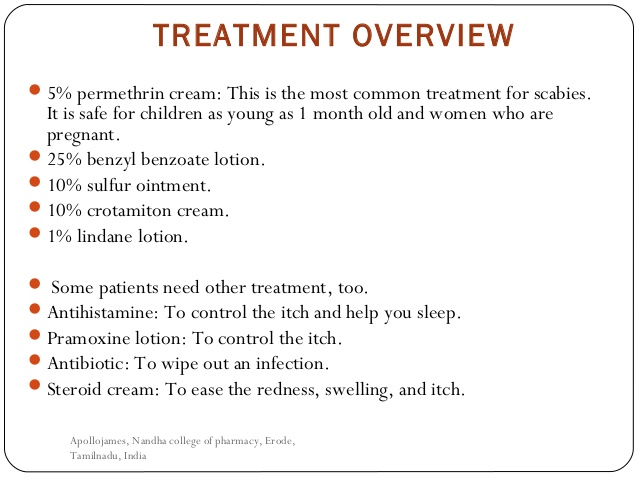 TREATMENT OVERVIEW
5% permethrin cream: This is the most common treatment for scabies.
It is safe for children as young as 1 month old and women who are
pregnant.
25% benzyl benzoate lotion.
10% sulfur ointment.
10% crotamiton cream.
1% lindane lotion.
Some patients need other treatment, too.
Antihistamine: To control the itch and help you sleep.
Pramoxine lotion: To control the itch.
Antibiotic: To wipe out an infection.
Steroid cream: To ease the redness, swelling, and itch.
Apollojames, Nandha college of pharmacy, Erode,
Tamilnadu, India